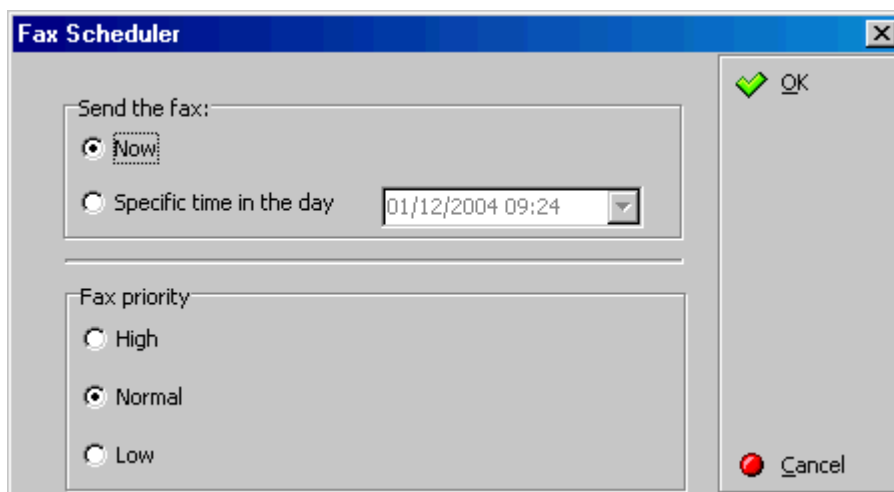 Fax Scheduler
OK
Send the fax:
Now
Specific time in the day 01/12/2004 09:24
Fax priority
High
Normal
Low
Cancel